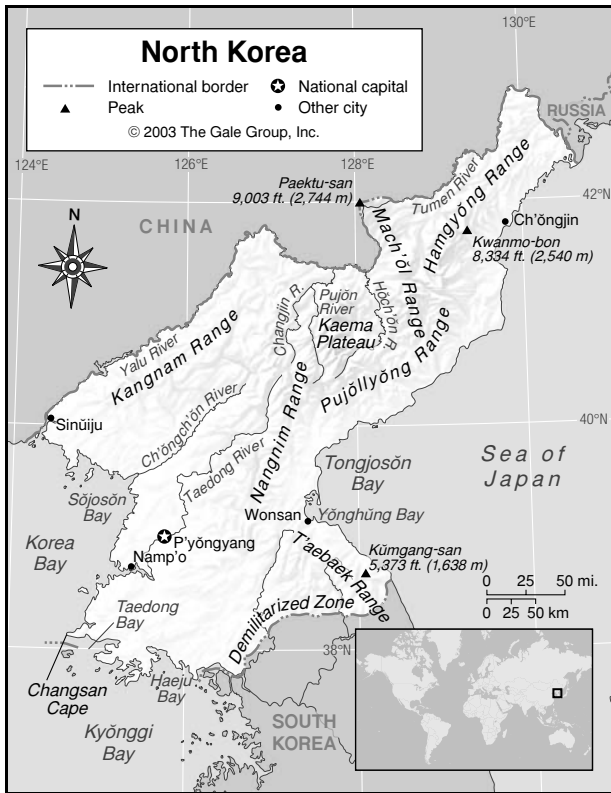 North Korea
International border
National capital
Peak
Other city
© 2003 The Gale Group, Inc.
130°E
124°E
126°E
128°E
RUSSIA
42°N
Paektu-san
9,003 ft. (2,744 m)
Tumen River
Hamgyŏng Range
Ch'ŏngjin
N
CHINA
Mach'ŏl Range
Kwanmo-bon
8,334 ft. (2,540 m)
Changjin R.
Pujŏn
River
Hŏch'ŏn R.
Kaema
Plateau
Yalu River
Kangnam Range
Pujŏllyŏng Range
Sinŭiju
Ch'ŏngch'ŏn River
Nangnim Range
40°N
Taedong River
Tongjosŏn
Bay
Sea of
Japan
Sŏjosŏn
Bay
Wonsan
Yŏnghŭng Bay
Korea
Bay
P'yŏngyang
Namp'o
T'aebaek Range
Kŭmgang-san
5,373 ft. (1,638 m)
0 25 50 mi.
0 25 50 km
Taedong
Bay
Demilitarized Zone
38°N
Changsan
Cape
Haeju
Bay
Kyŏnggi
Bay
SOUTH
KOREA